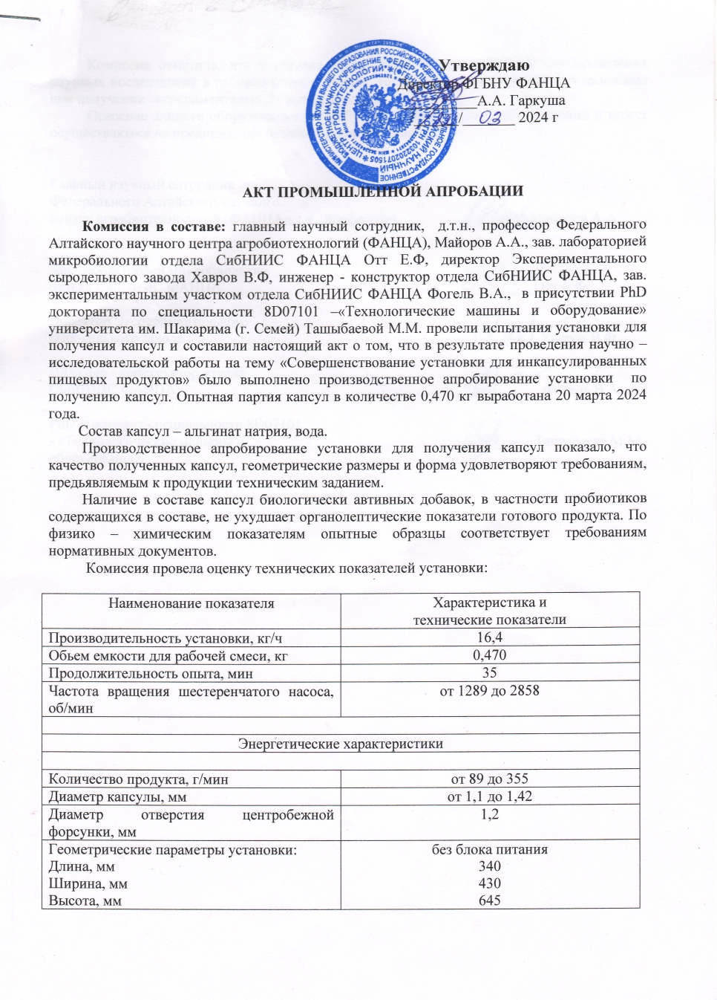 Утверждаю
Директор ФГБНУ ФАНЦА
А.А. Гаркуша
/ 03 2024 г
АКТ ПРОМЫШЛЕННОЙ АПРОБАЦИИ
Комиссия в составе: главный научный сотрудник, д.т.н., профессор Федерального
Алтайского научного центра агробиотехнологий (ФАНЦА), Майоров А.А., зав. лабораторией
микробиологии отдела СибНИИС ФАНЦА Отт Е.Ф, директор Экспериментального
сыродельного завода Хавров В.Ф, инженер - конструктор отдела СибНИИС ФАНЦА, зав.
экспериментальным участком отдела СибНИИС ФАНЦА Фогель В.А., в присутствии PhD
докторанта по специальности 8D07101 –«Технологические машины и оборудование»
университета им. Шакарима (г. Семей) Ташыбаевой М.М. провели испытания установки для
получения капсул и составили настоящий акт о том, что в результате проведения научно –
исследовательской работы на тему «Совершенствование установки для инкапсулированных
пищевых продуктов» было выполнено производственное апробирование установки по
получению капсул. Опытная партия капсул в количестве 0,470 кг выработана 20 марта 2024
года.
Состав капсул – альгинат натрия, вода.
Производственное апробирование установки для получения капсул показало, что
качество полученных капсул, геометрические размеры и форма удовлетворяют требованиям,
предьявляемым к продукции техническим заданием.
Наличие в составе капсул биологически автивных добавок, в частности пробиотиков
содержащихся в составе, не ухудшает органолептические показатели готового продукта. По
физико – химическим показателям опытные образцы соответствует требованиям
нормативных документов.
Комиссия провела оценку технических показателей установки:
Наименование показателя Характеристика и
технические показатели
Производительность установки, кг/ч 16,4
Обьем емкости для рабочей смеси, кг 0,470
Продолжительность опыта, мин 35
Частота вращения шестеренчатого насоса, от 1289 до 2858
об/мин
Энергетические характеристики
Количество продукта, г/мин от 89 до 355
Диаметр капсулы, мм от 1,1 до 1,42
Диаметр отверстия центробежной 1,2
форсунки, мм
Геометрические параметры установки: без блока питания
Длина, мм 340
Ширина, мм 430
Высота, мм 645